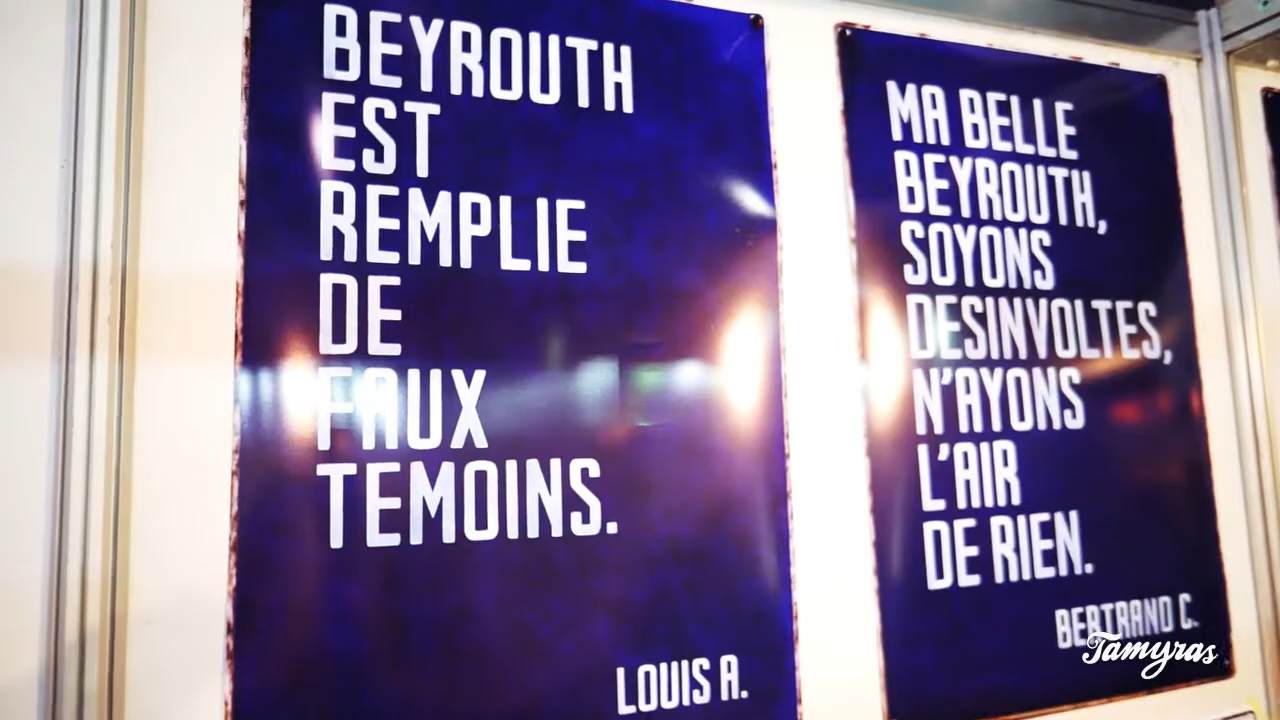 BEYROUTH
EST
REMPLIE
DE
FAUX
TEMOINS.
LOUIS A.
MA BELLE
BEYROUTH,
SOYONS
DESINVOLTES,
N'AYONS
L'AIR
DE RIEN.
BERTRAND C.
Tamyras